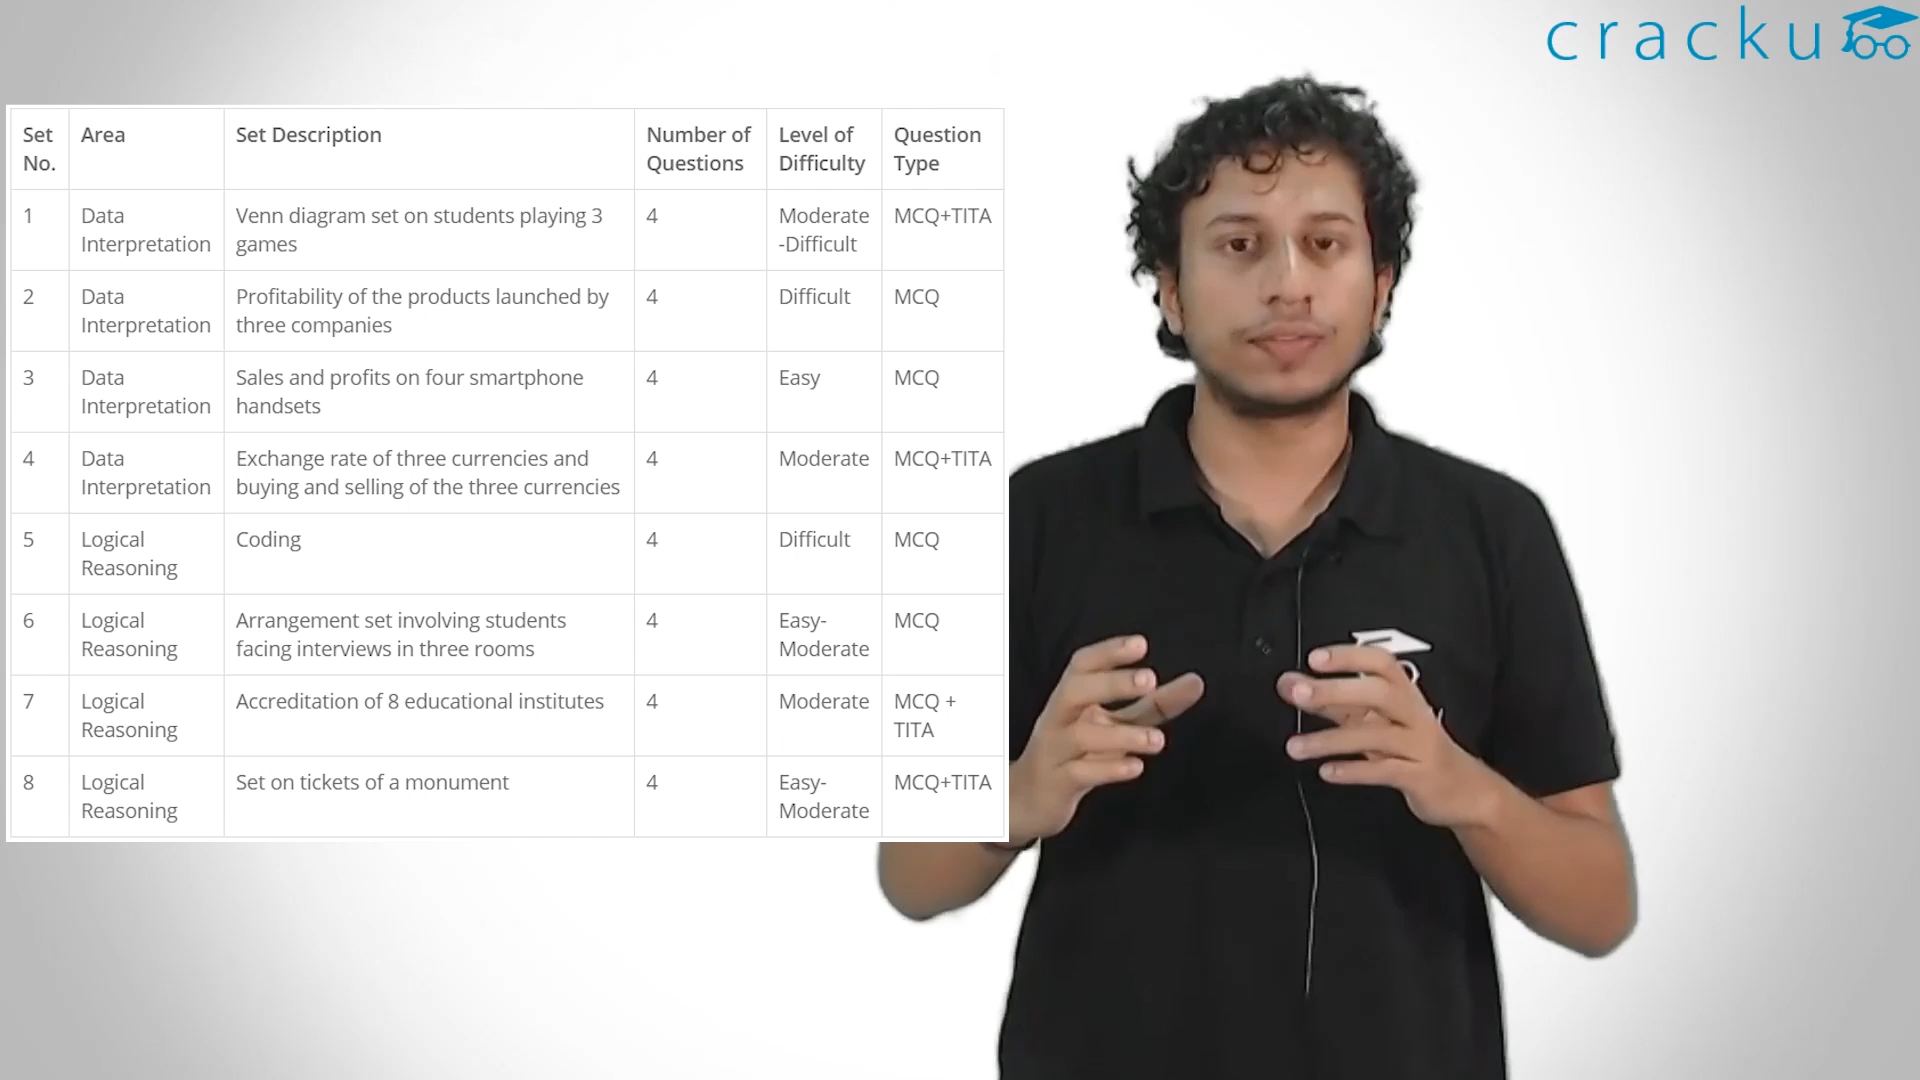 cracku
Set No. Area Set Description Number of Questions Level of Difficulty Question Type
1 Data Interpretation Venn diagram set on students playing 3 games 4 Moderate -Difficult MCQ+TITA
2 Data Interpretation Profitability of the products launched by three companies 4 Difficult MCQ
3 Data Interpretation Sales and profits on four smartphone handsets 4 Easy MCQ
4 Data Interpretation Exchange rate of three currencies and buying and selling of the three currencies 4 Moderate MCQ+TITA
5 Logical Reasoning Coding 4 Difficult MCQ
6 Logical Reasoning Arrangement set involving students facing interviews in three rooms 4 Easy- Moderate MCQ
7 Logical Reasoning Accreditation of 8 educational institutes 4 Moderate MCQ + TITA
8 Logical Reasoning Set on tickets of a monument 4 Easy- Moderate MCQ+TITA